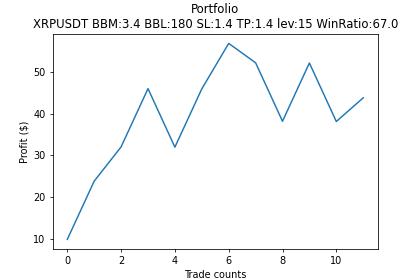 Portfolio
XRPUSDT BBM:3.4 BBL:180 SL:1.4 TP:1.4 lev:15 WinRatio:67.0
Profit ($)
50
40
30
20
10
0 2 4 6 8 10
Trade counts